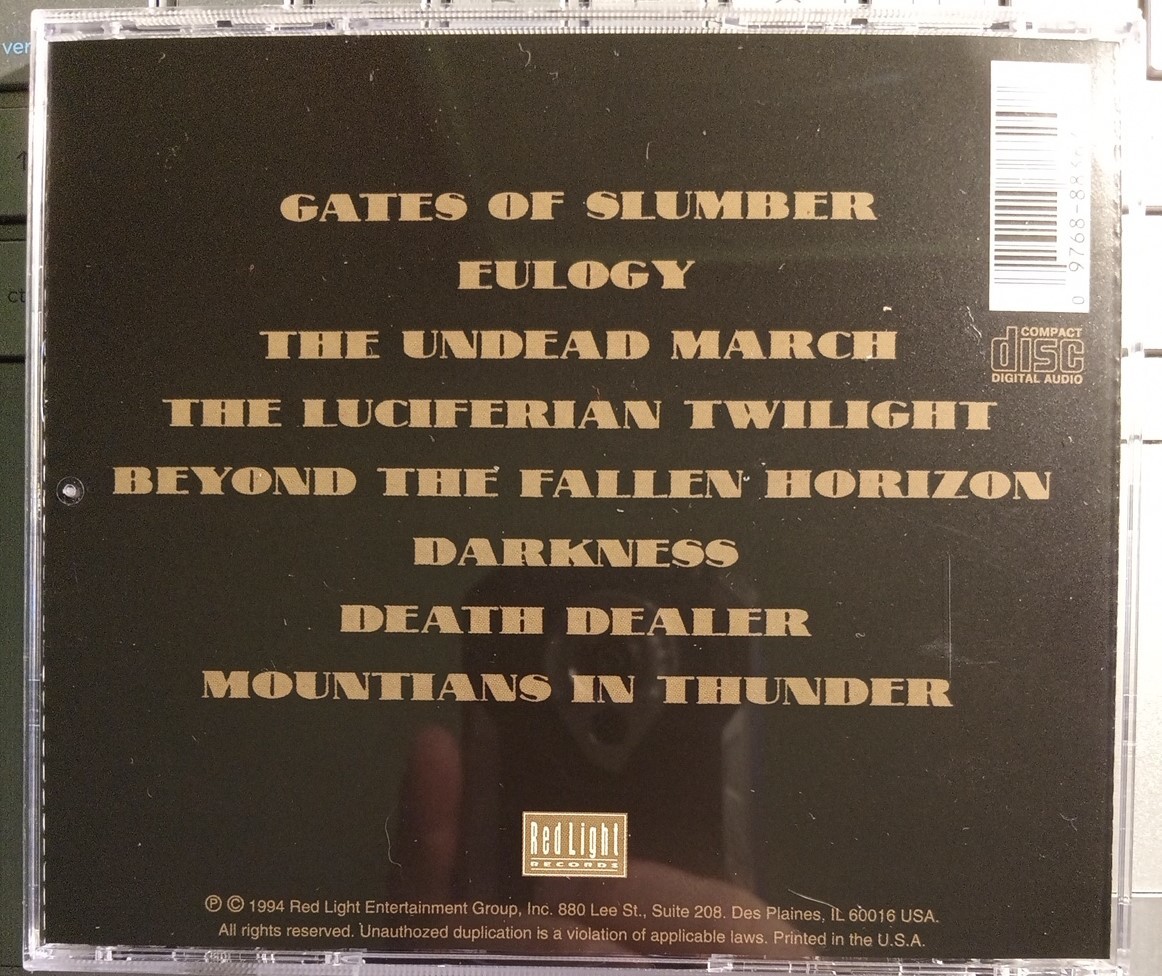 GATES OF SLUMBER
EULOGY
THE UNDEAD MARCH
THE LUCIFERIAN TWILIGHT
BEYOND THE FALLEN HORIZON
DARKNESS
DEATH DEALER
MOUNTIANS IN THUNDER
COMPACT
disc
DIGITAL AUDIO
Red Light
RECORDS
℗ © 1994 Red Light Entertainment Group, Inc. 880 Lee St., Suite 208. Des Plaines, IL 60016 USA.
All rights reserved. Unauthozed duplication is a violation of applicable laws. Printed in the U.S.A.